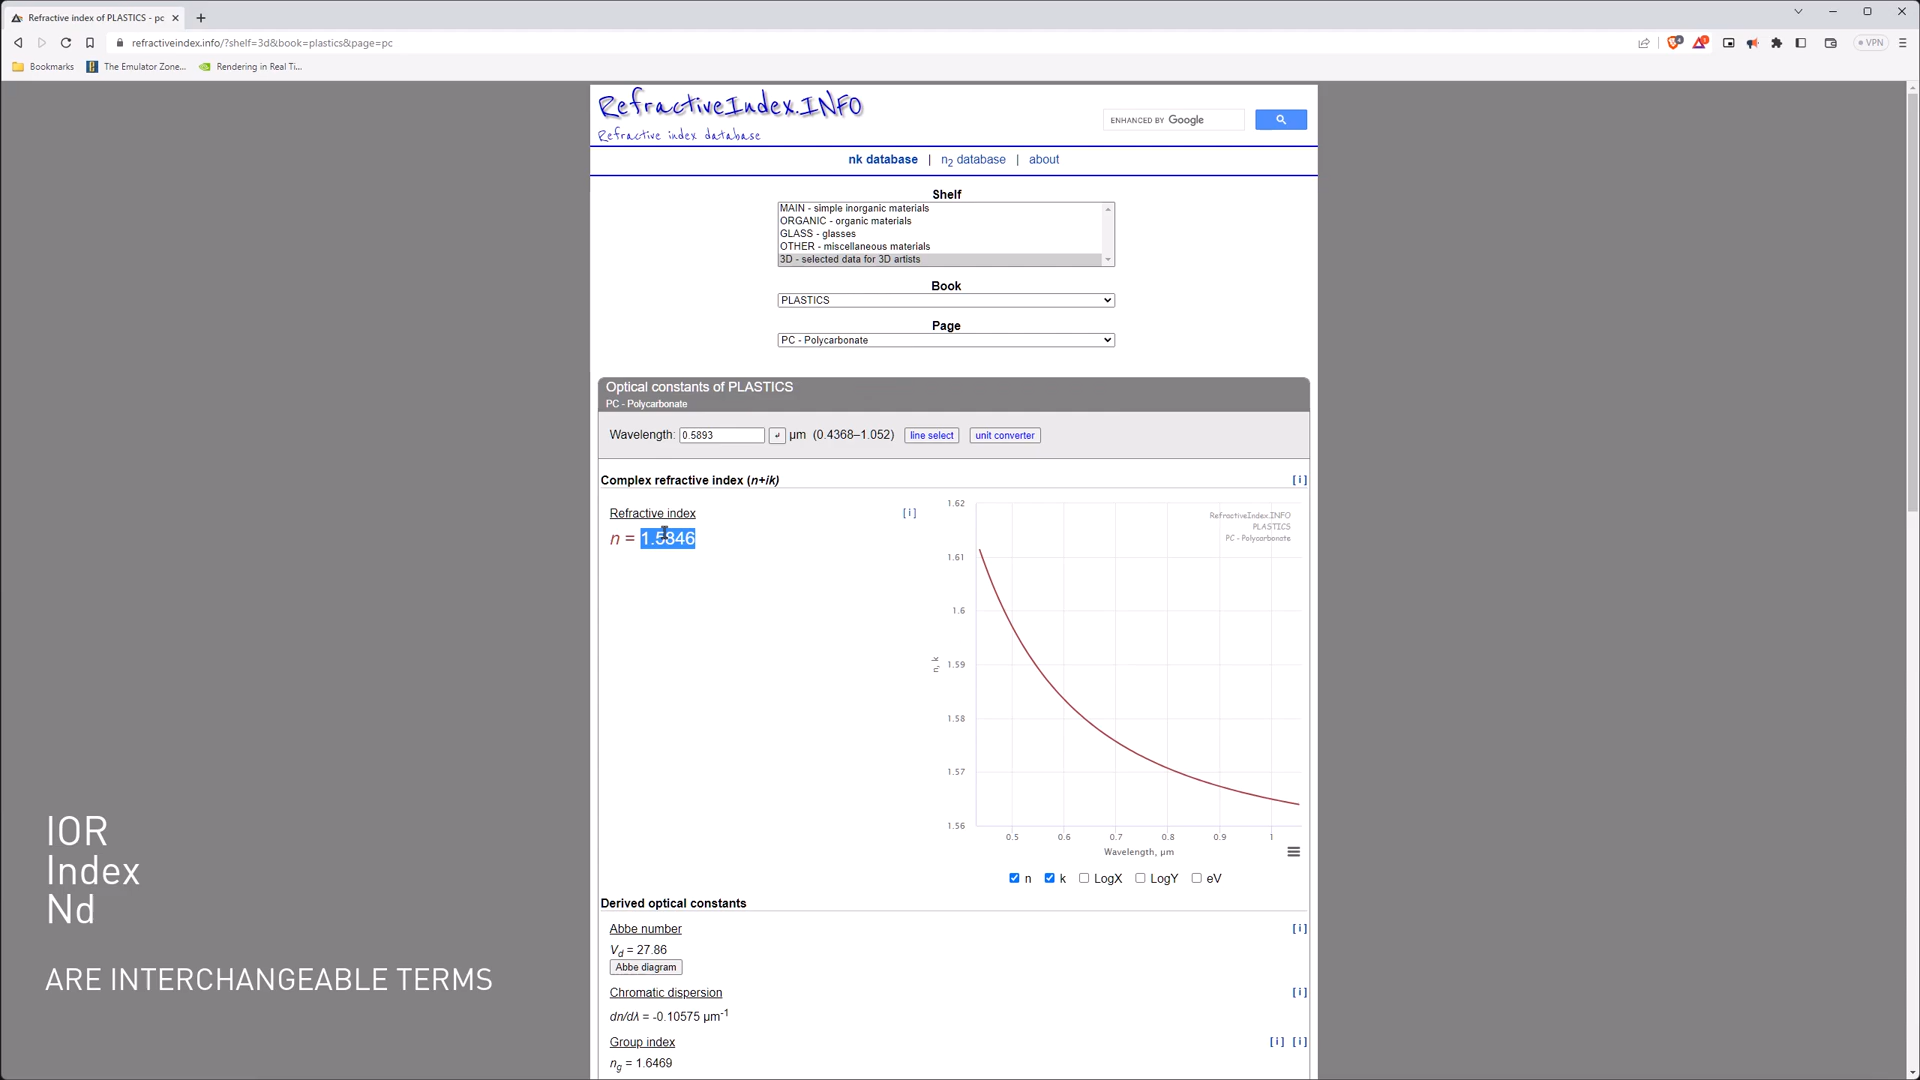 Refractive index of PLASTICS - pc
refractiveindex.info/?shelf=3d&book=plastics&page=pc
VPN
Bookmarks
The Emulator Zone...
Rendering in Real Ti...
RefractiveIndex.INFO
Refractive index database
ENHANCED BY Google
nk database | n2 database | about
Shelf
MAIN - simple inorganic materials
ORGANIC - organic materials
GLASS - glasses
OTHER - miscellaneous materials
3D - selected data for 3D artists
Book
PLASTICS
Page
PC - Polycarbonate
Optical constants of PLASTICS
PC - Polycarbonate
Wavelength: 0.5893 µm (0.4368–1.052) line select unit converter
Complex refractive index (n+ik) [ i ]
Refractive index [ i ]
n = 1.5846
1.62
1.61
1.6
1.59
1.58
1.57
1.56
n, k
RefractiveIndex.INFO
PLASTICS
PC - Polycarbonate
0.5 0.6 0.7 0.8 0.9 1
Wavelength, µm
n k LogX LogY eV
Derived optical constants
Abbe number [ i ]
Vd = 27.86
Abbe diagram
Chromatic dispersion [ i ]
dn/dλ = -0.10575 µm-1
Group index [ i ] [ i ]
ng = 1.6469
IOR
Index
Nd
ARE INTERCHANGEABLE TERMS